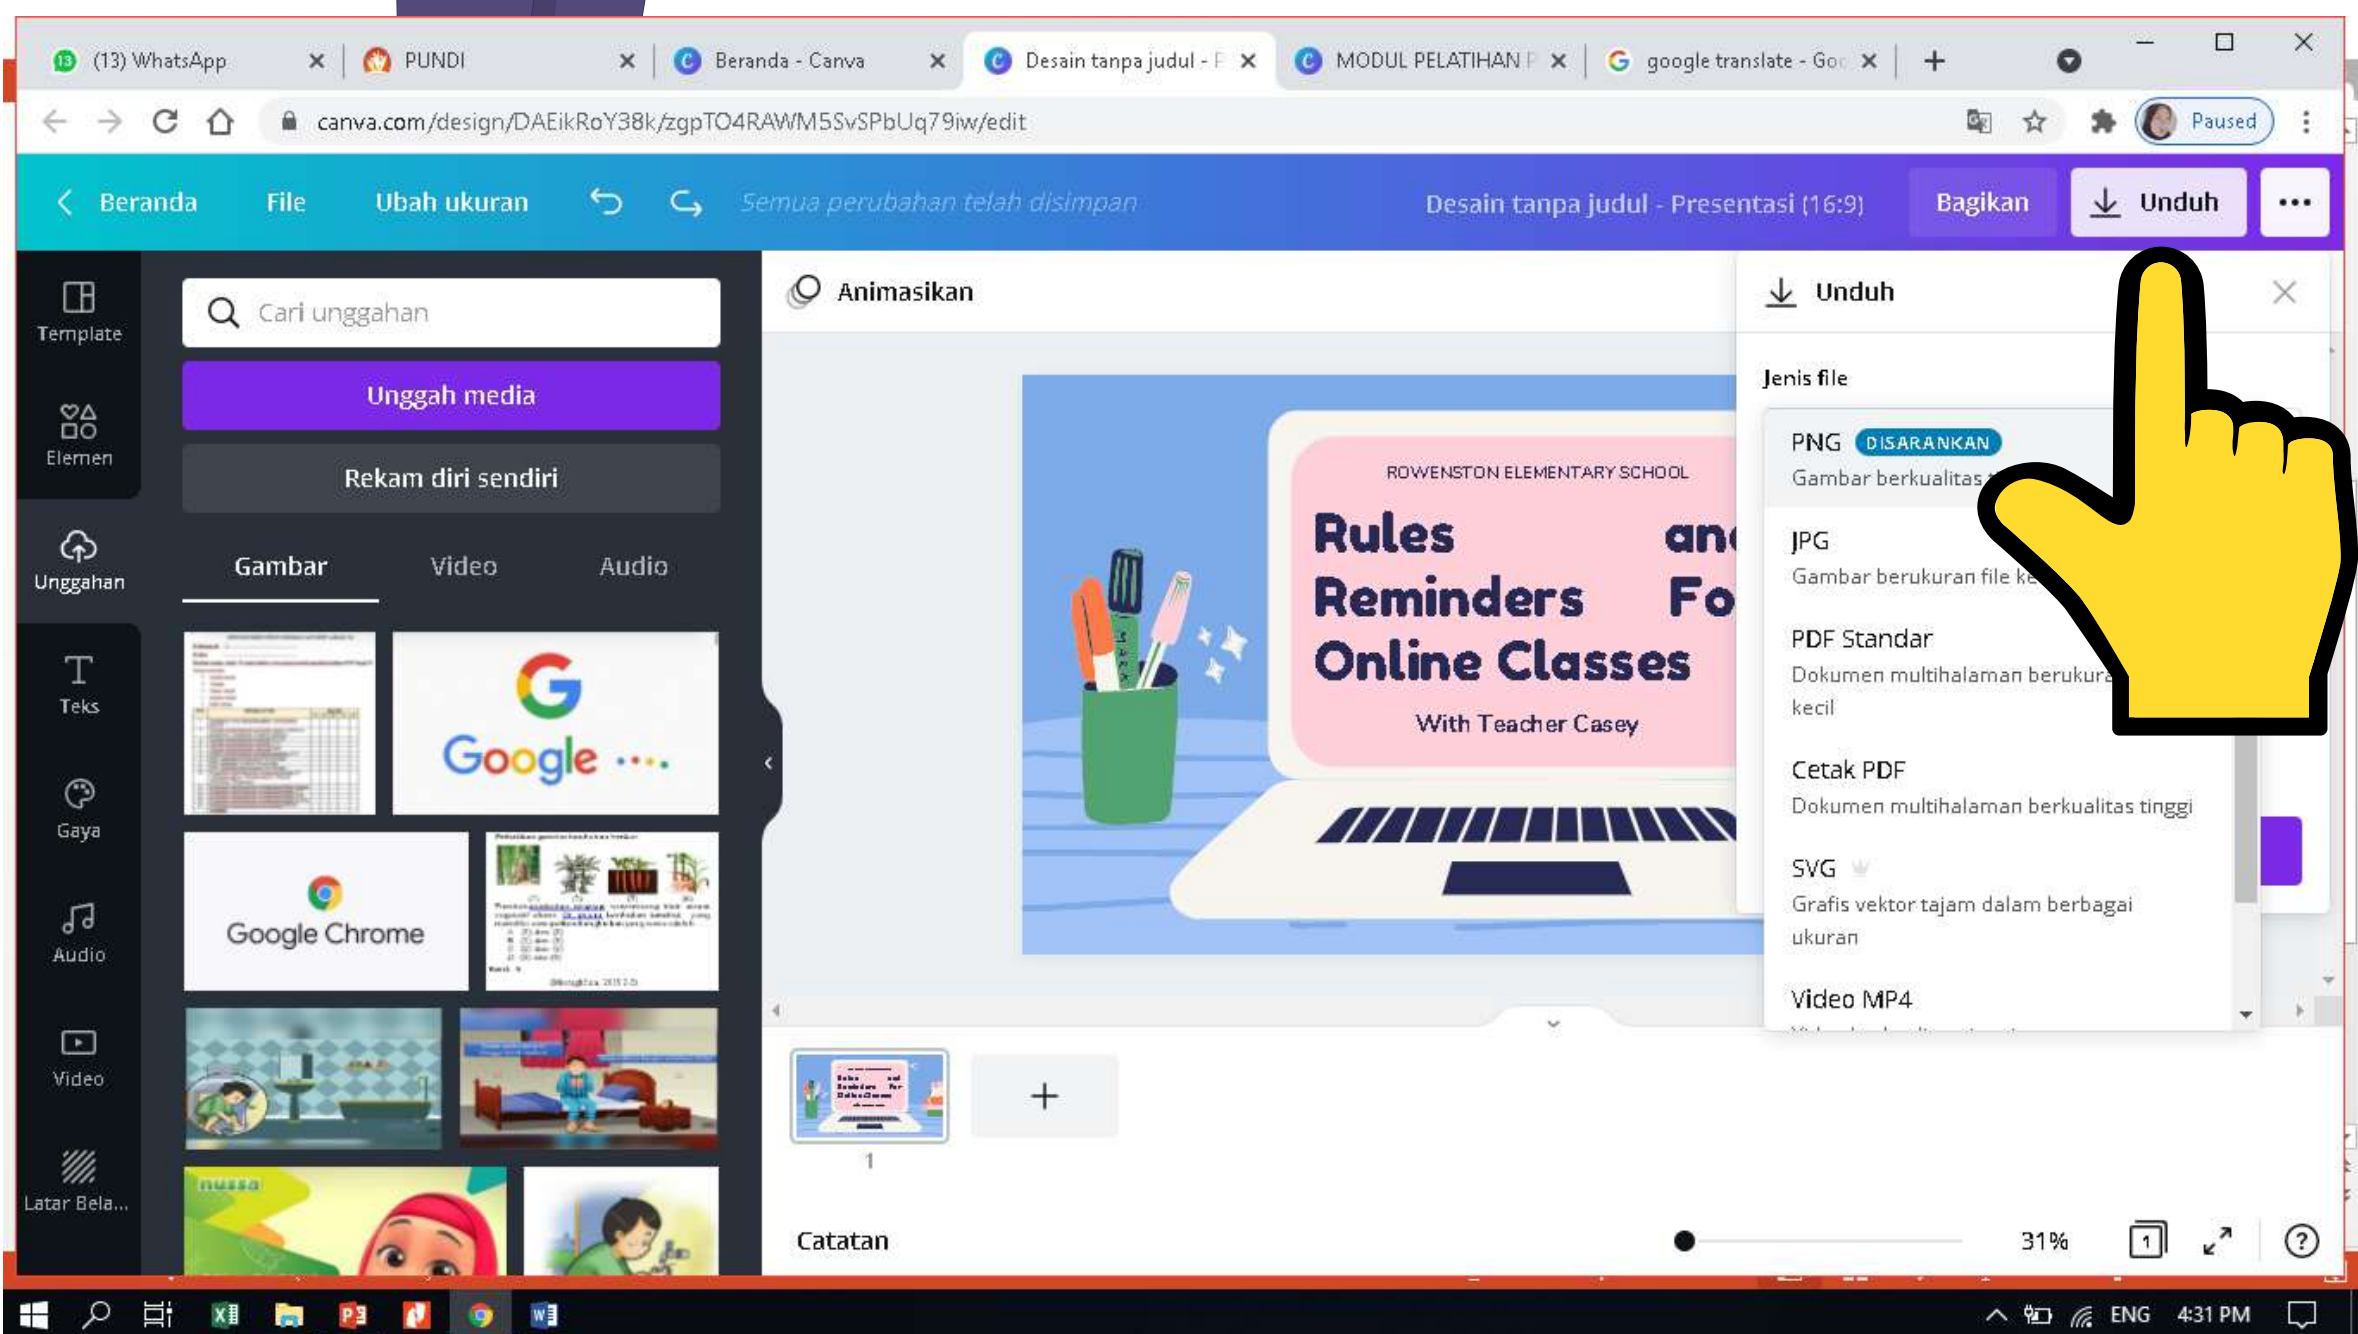 (13) WhatsApp
PUNDI
Beranda - Canva
Desain tanpa judul - P
MODUL PELATIHAN P
google translate - Goo
canva.com/design/DAEikRoY38k/zgpTO4RAWM5SvSPbUq79iw/edit
Paused
Beranda
File
Ubah ukuran
Semua perubahan telah disimpan
Desain tanpa judul - Presentasi (16:9)
Bagikan
Unduh
Template
Elemen
Unggahan
Teks
Gaya
Audio
Video
Latar Bela...
Cari unggahan
Unggah media
Rekam diri sendiri
Gambar
Video
Audio
Google
Google Chrome
nussa
Animasikan
ROWENSTON ELEMENTARY SCHOOL
Rules and
Reminders Fo
Online Classes
With Teacher Casey
Unduh
Jenis file
PNG DISARANKAN
Gambar berkualitas
JPG
Gambar berukuran file ke
PDF Standar
Dokumen multihalaman berukura
kecil
Cetak PDF
Dokumen multihalaman berkualitas tinggi
SVG
Grafis vektor tajam dalam berbagai
ukuran
Video MP4
1
Catatan
31%
1
ENG
4:31 PM